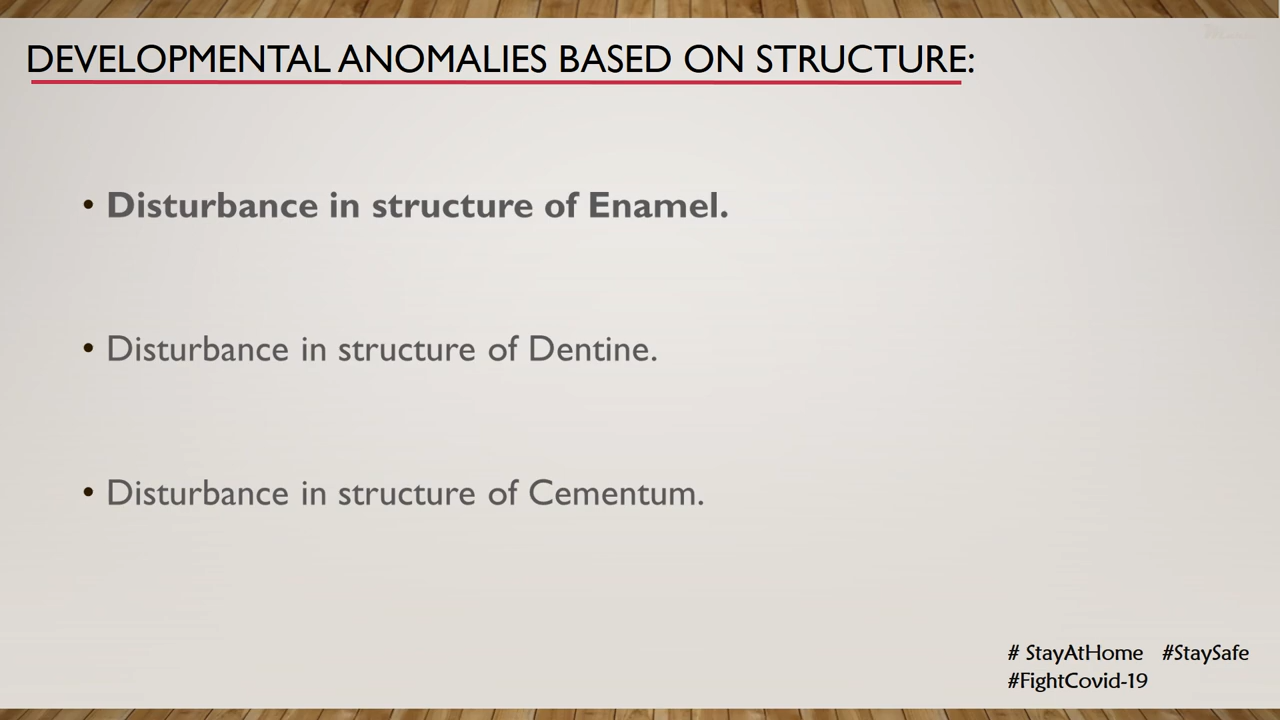 DEVELOPMENTAL ANOMALIES BASED ON STRUCTURE:
• Disturbance in structure of Enamel.
• Disturbance in structure of Dentine.
• Disturbance in structure of Cementum.
# StayAtHome #StaySafe
#FightCovid-19